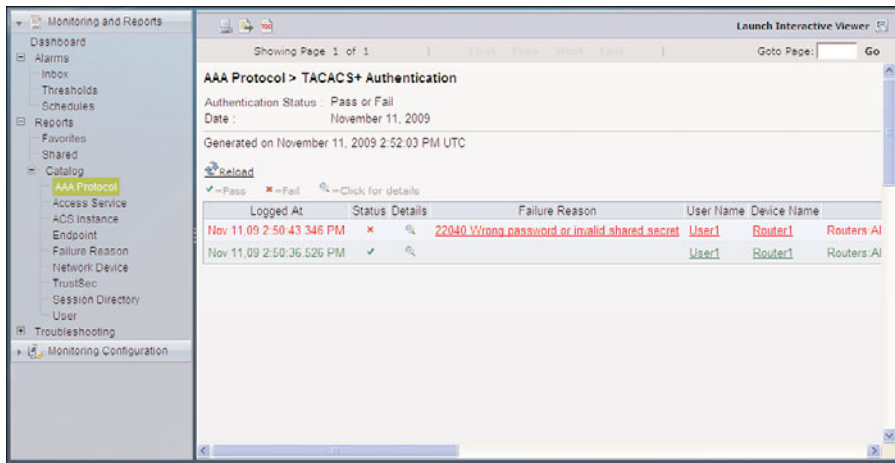 Monitoring and Reports
Dashboard
Alarms
Inbox
Thresholds
Schedules
Reports
Favorites
Shared
Catalog
AAA Protocol
Access Service
ACS Instance
Endpoint
Failure Reason
Network Device
TrustSec
Session Directory
User
Troubleshooting
Monitoring Configuration
Launch Interactive Viewer
Showing Page 1 of 1 | First Prev Next Last | Goto Page: Go
AAA Protocol > TACACS+ Authentication
Authentication Status : Pass or Fail
Date : November 11, 2009
Generated on November 11, 2009 2:52:03 PM UTC
Reload
=Pass =Fail =Click for details
Logged At Status Details Failure Reason User Name Device Name
Nov 11,09 2:50:43.346 PM 22040 Wrong password or invalid shared secret User1 Router1 Routers:Al
Nov 11,09 2:50:36.526 PM User1 Router1 Routers:Al